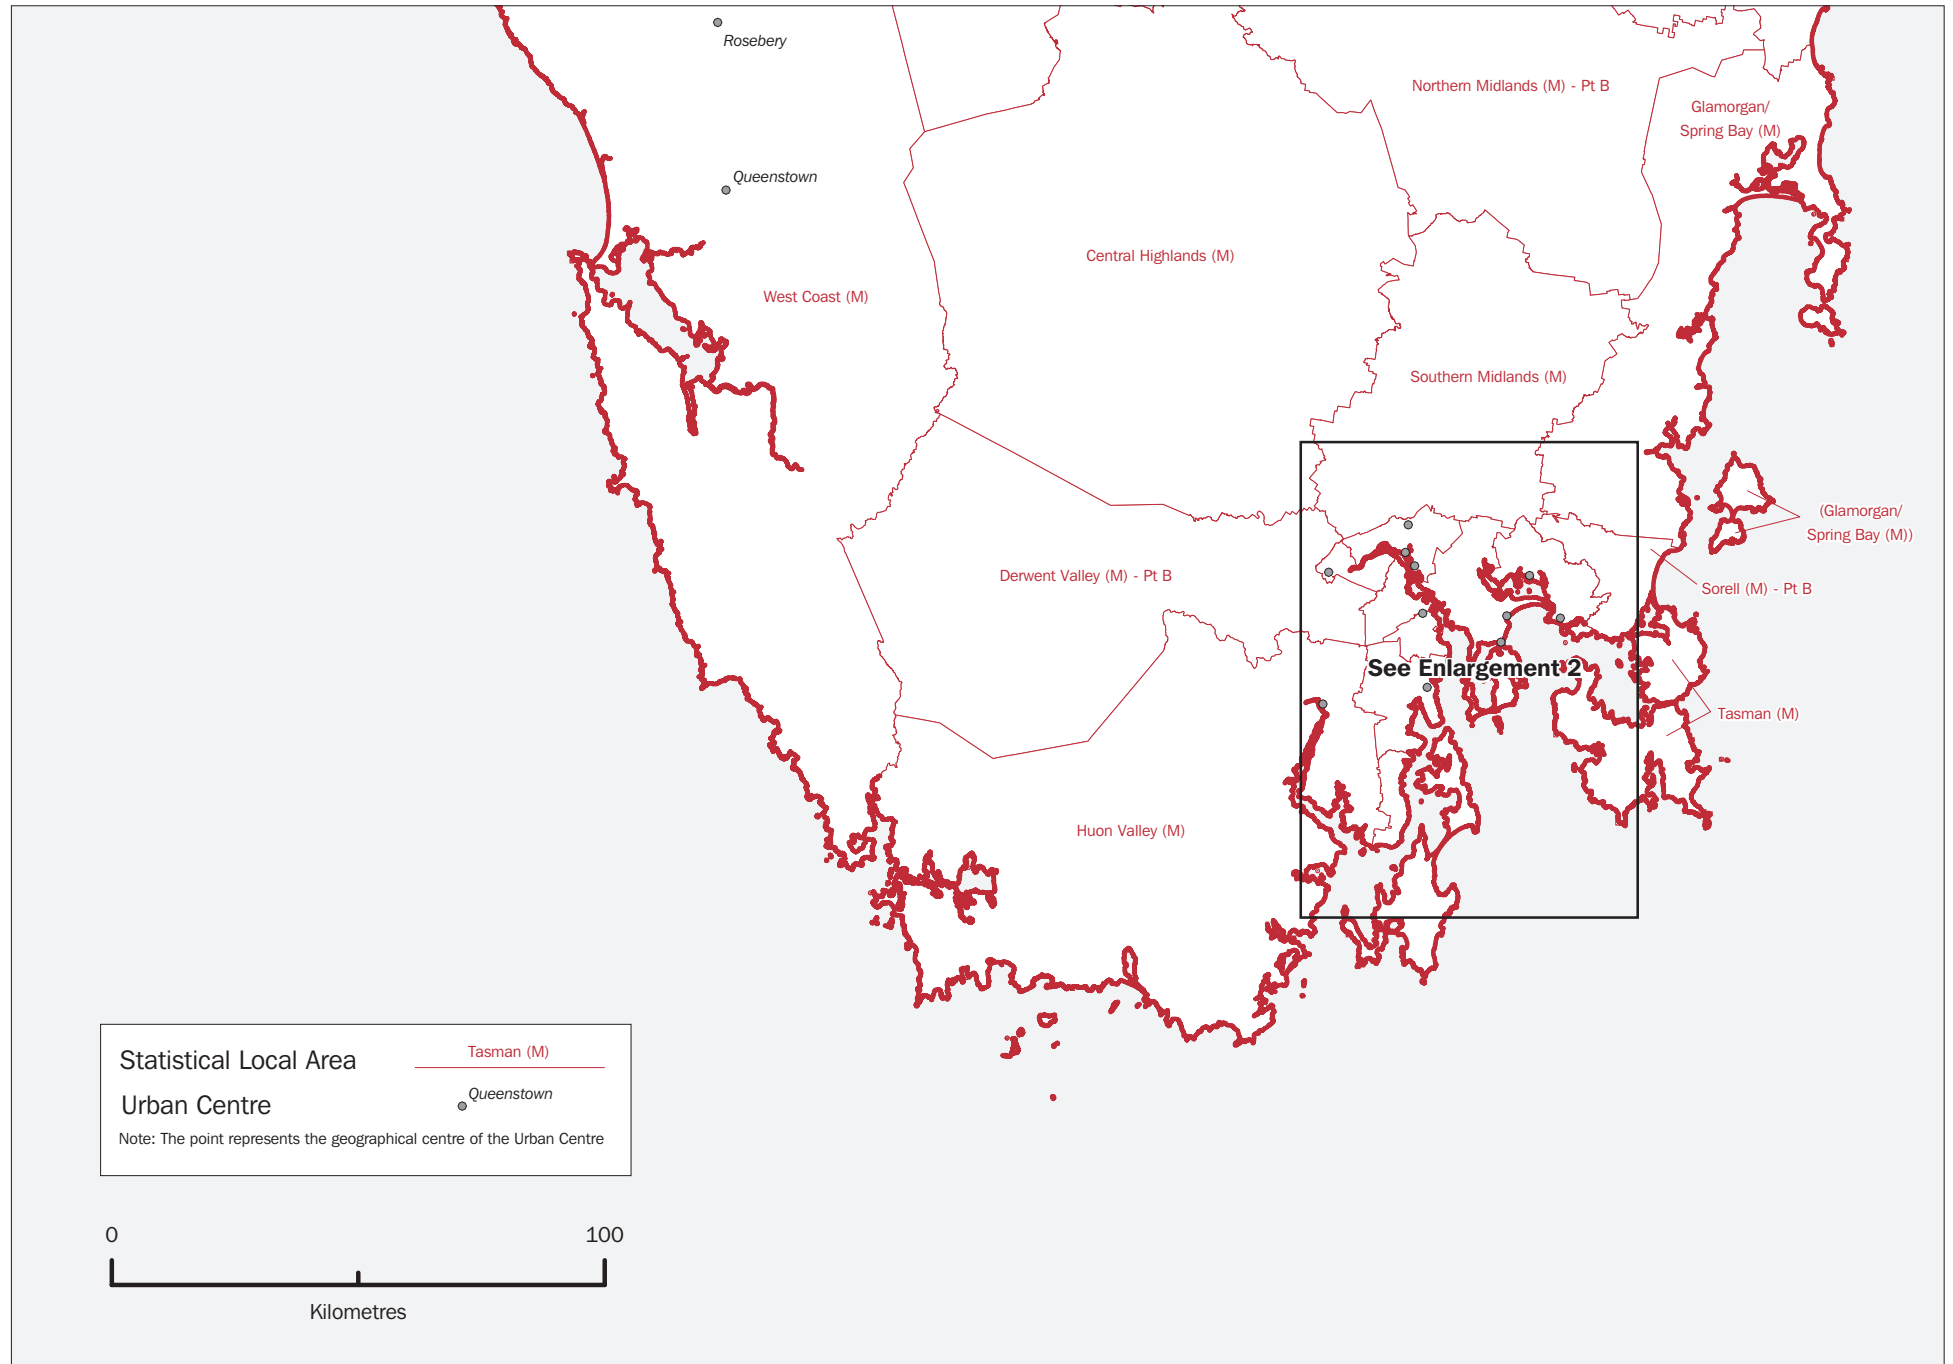 Rosebery
Northern Midlands (M) - Pt B
Glamorgan/
Spring Bay (M)
Queenstown
Central Highlands (M)
West Coast (M)
Southern Midlands (M)
(Glamorgan/
Spring Bay (M))
Derwent Valley (M) - Pt B
Sorell (M) - Pt B
See Enlargement 2
Tasman (M)
Huon Valley (M)
Statistical Local Area
Tasman (M)
Urban Centre
Queenstown
Note: The point represents the geographical centre of the Urban Centre
0
100
Kilometres